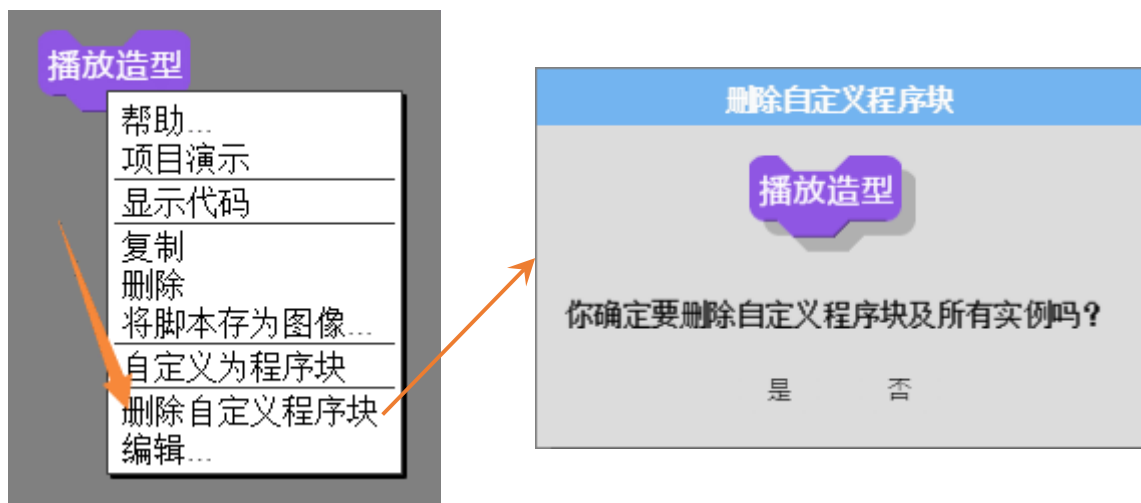 播放造型
帮助...
项目演示
显示代码
复制
删除
将脚本存为图像...
自定义为程序块
删除自定义程序块
编辑...
删除自定义程序块
播放造型
你确定要删除自定义程序块及所有实例吗？
是
否